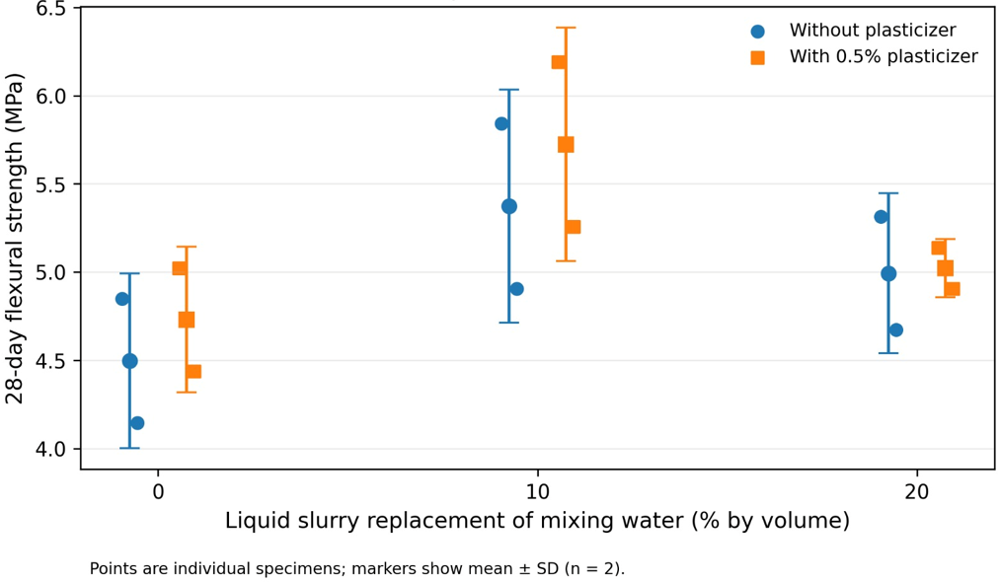 6.5
6.0
5.5
5.0
4.5
4.0
28-day flexural strength (MPa)
Without plasticizer
With 0.5% plasticizer
0 10 20
Liquid slurry replacement of mixing water (% by volume)
Points are individual specimens; markers show mean ± SD (n = 2).